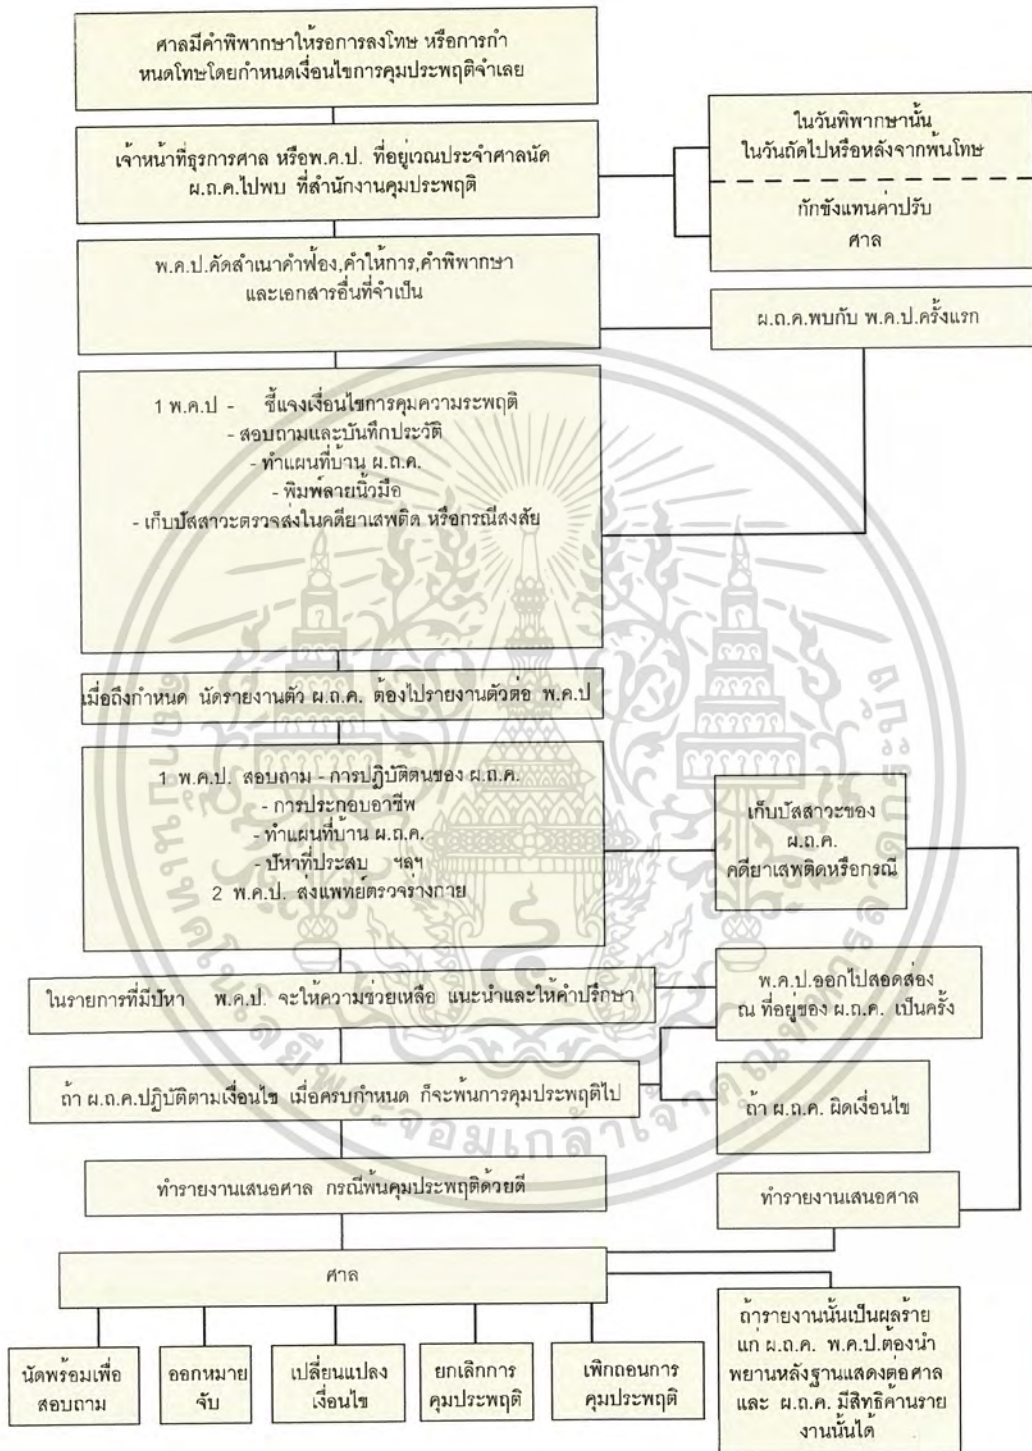 ศาลมีคำพิพากษาให้รอการลงโทษ หรือการกำ
หนดโทษโดยกำหนดเงื่อนไขการคุมประพฤติจำเลย
เจ้าหน้าที่ธุรการศาล หรือพ.ค.ป. ที่อยู่เวณประจำศาลนัด
ผ.ถ.ค.ไปพบ ที่สำนักงานคุมประพฤติ
ในวันพิพากษานั้น
ในวันถัดไปหรือหลังจากพ้นโทษ
กักขังแทนค่าปรับ
ศาล
พ.ค.ป.คัดสำเนาคำฟ้อง,คำให้การ,คำพิพากษา
และเอกสารอื่นที่จำเป็น
ผ.ถ.ค.พบกับ พ.ค.ป.ครั้งแรก
1 พ.ค.ป - ชี้แจงเงื่อนไขการคุมความระพฤติ
- สอบถามและบันทึกประวัติ
- ทำแผนที่บ้าน ผ.ถ.ค.
- พิมพ์ลายนิ้วมือ
- เก็บปัสสาวะตรวจส่งในคดียาเสพติด หรือกรณีสงสัย
เมื่อถึงกำหนด นัดรายงานตัว ผ.ถ.ค. ต้องไปรายงานตัวต่อ พ.ค.ป
1 พ.ค.ป. สอบถาม - การปฏิบัติตนของ ผ.ถ.ค.
- การประกอบอาชีพ
- ทำแผนที่บ้าน ผ.ถ.ค.
- ปัหาที่ประสบ ฯลฯ
2 พ.ค.ป. ส่งแพทย์ตรวจร่างกาย
เก็บปัสสาวะของ
ผ.ถ.ค.
คดียาเสพติดหรือกรณี
ในรายการที่มีปัหา พ.ค.ป. จะให้ความช่วยเหลือ แนะนำและให้คำปรึกษา
พ.ค.ป.ออกไปสอดส่อง
ณ ที่อยู่ของ ผ.ถ.ค. เป็นครั้ง
ถ้า ผ.ถ.ค.ปฏิบัติตามเงื่อนไข เมื่อครบกำหนด ก็จะพ้นการคุมประพฤติไป
ถ้า ผ.ถ.ค. ผิดเงื่อนไข
ทำรายงานเสนอศาล กรณีพ้นคุมประพฤติด้วยดี
ทำรายงานเสนอศาล
ศาล
นัดพร้อมเพื่อ
สอบถาม
ออกหมาย
จับ
เปลี่ยนแปลง
เงื่อนไข
ยกเลิกการ
คุมประพฤติ
เพิกถอนการ
คุมประพฤติ
ถ้ารายงานนั้นเป็นผลร้าย
แก่ ผ.ถ.ค. พ.ค.ป.ต้องนำ
พยานหลังฐานแสดงต่อศาล
และ ผ.ถ.ค. มีสิทธิค้านราย
งานนั้นได้
สถาบันเทคโนโลยีพระจอมเกล้าเจ้าคุณทหารลาดกระบัง